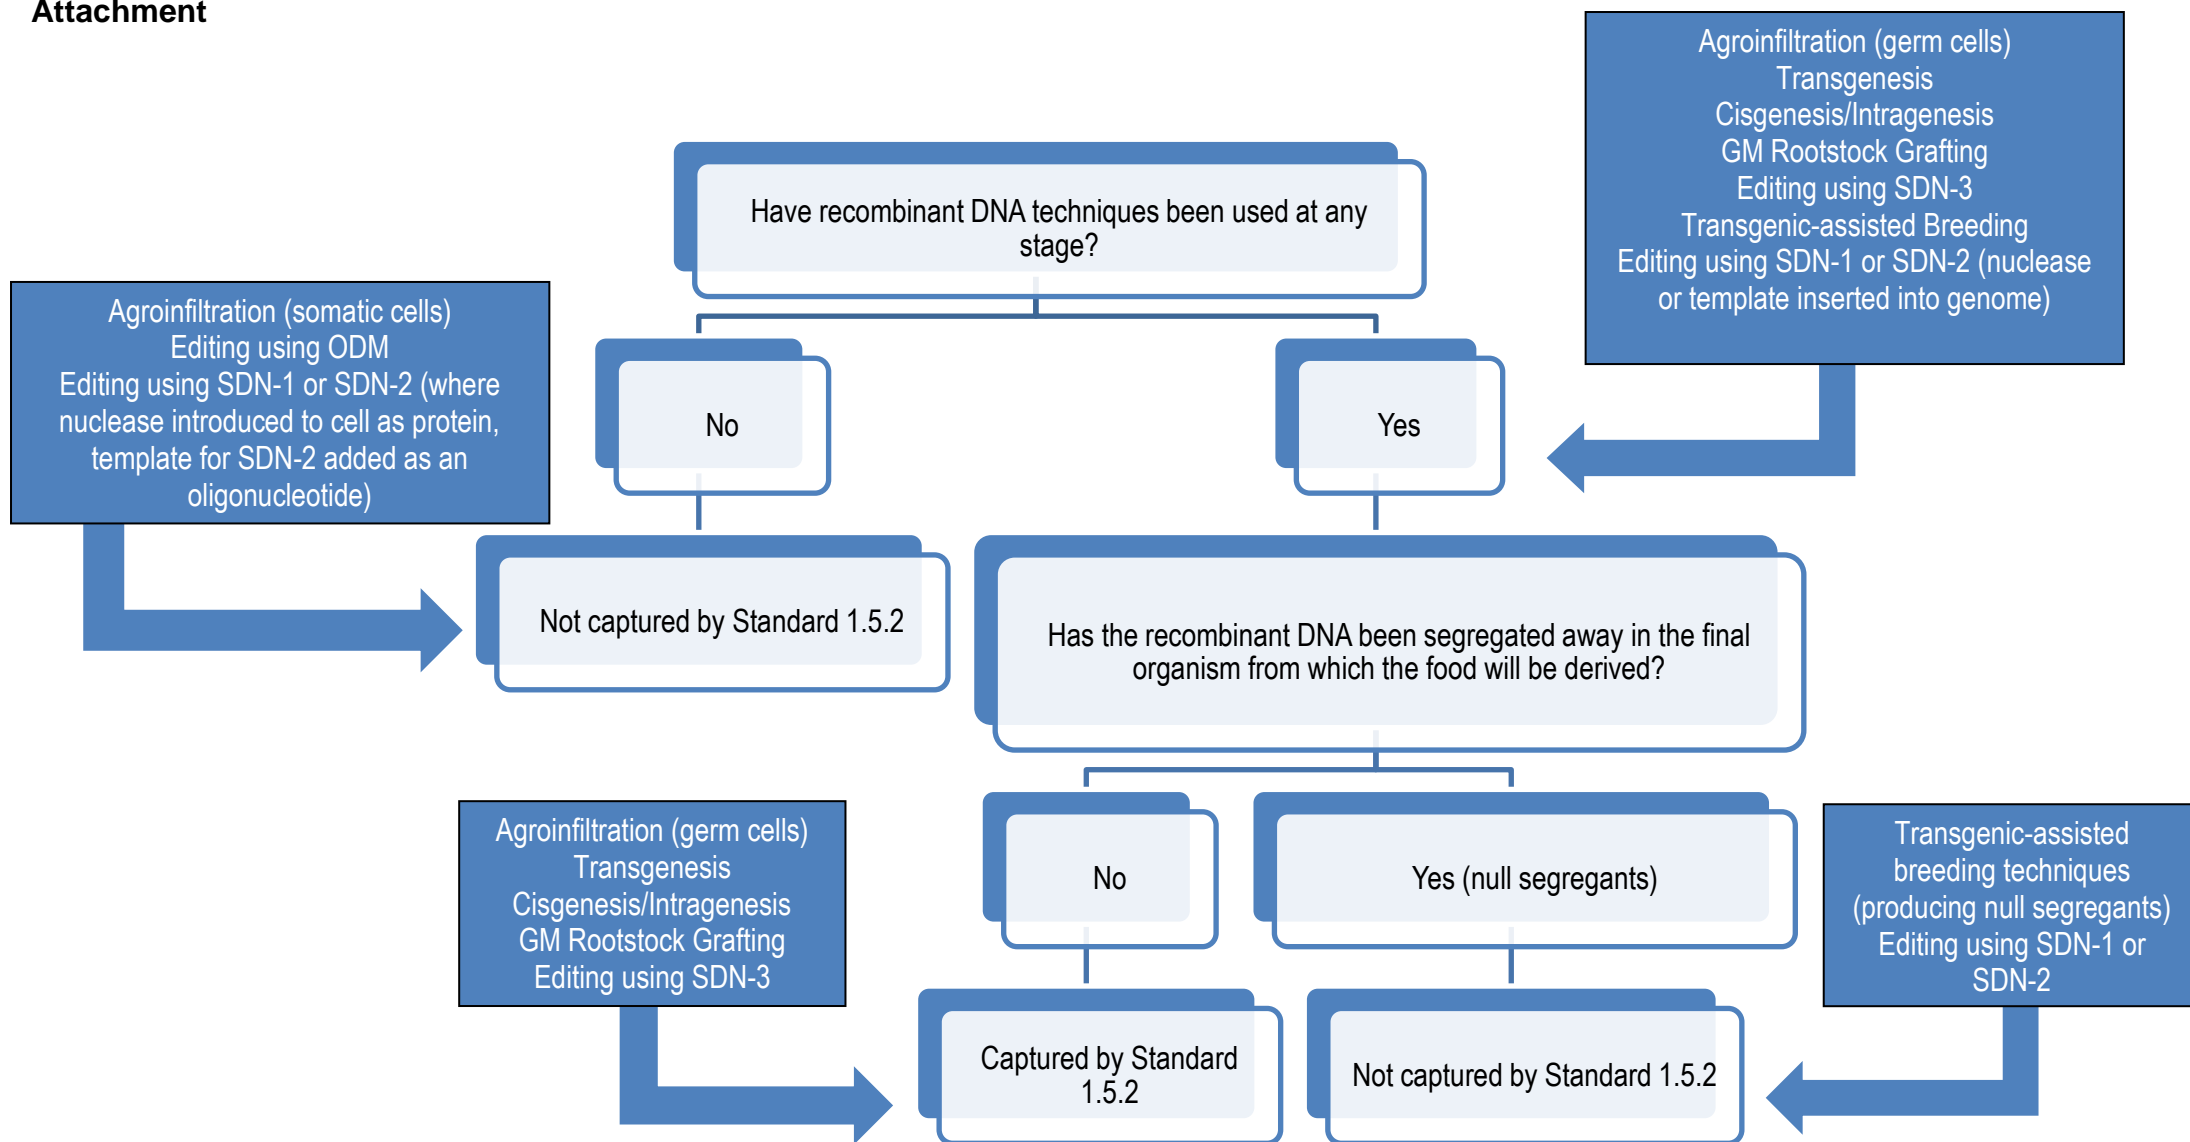 Attachment
Agroinfiltration (germ cells)
Transgenesis
Cisgenesis/Intragenesis
GM Rootstock Grafting
Editing using SDN-3
Transgenic-assisted Breeding
Editing using SDN-1 or SDN-2 (nuclease
or template inserted into genome)
Have recombinant DNA techniques been used at any
stage?
Agroinfiltration (somatic cells)
Editing using ODM
Editing using SDN-1 or SDN-2 (where
nuclease introduced to cell as protein,
template for SDN-2 added as an
oligonucleotide)
No
Yes
Not captured by Standard 1.5.2
Has the recombinant DNA been segregated away in the final
organism from which the food will be derived?
Agroinfiltration (germ cells)
Transgenesis
Cisgenesis/Intragenesis
GM Rootstock Grafting
Editing using SDN-3
No
Yes (null segregants)
Transgenic-assisted
breeding techniques
(producing null segregants)
Editing using SDN-1 or
SDN-2
Captured by Standard
1.5.2
Not captured by Standard 1.5.2